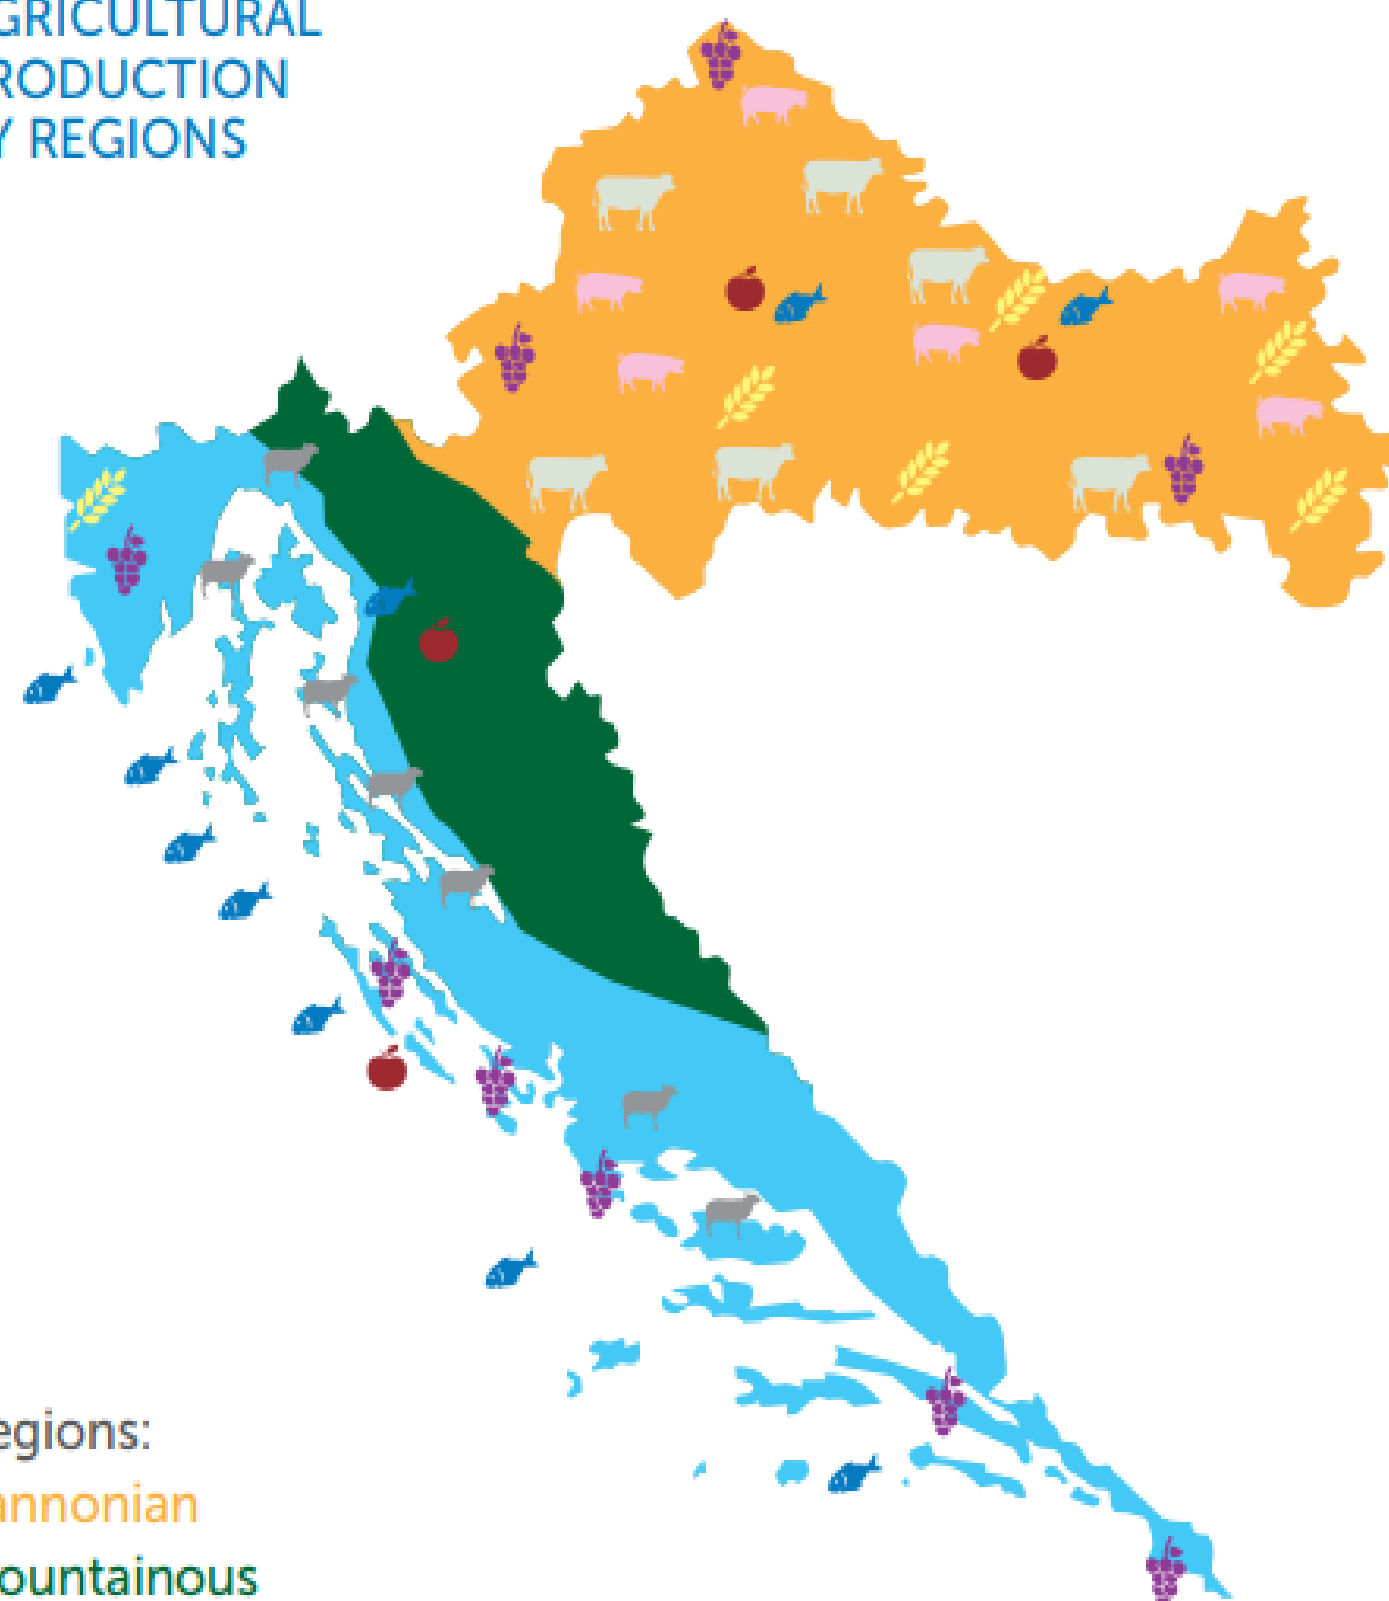 GRICULTURAL
RODUCTION
Y REGIONS
egions:
annonian
ountainous